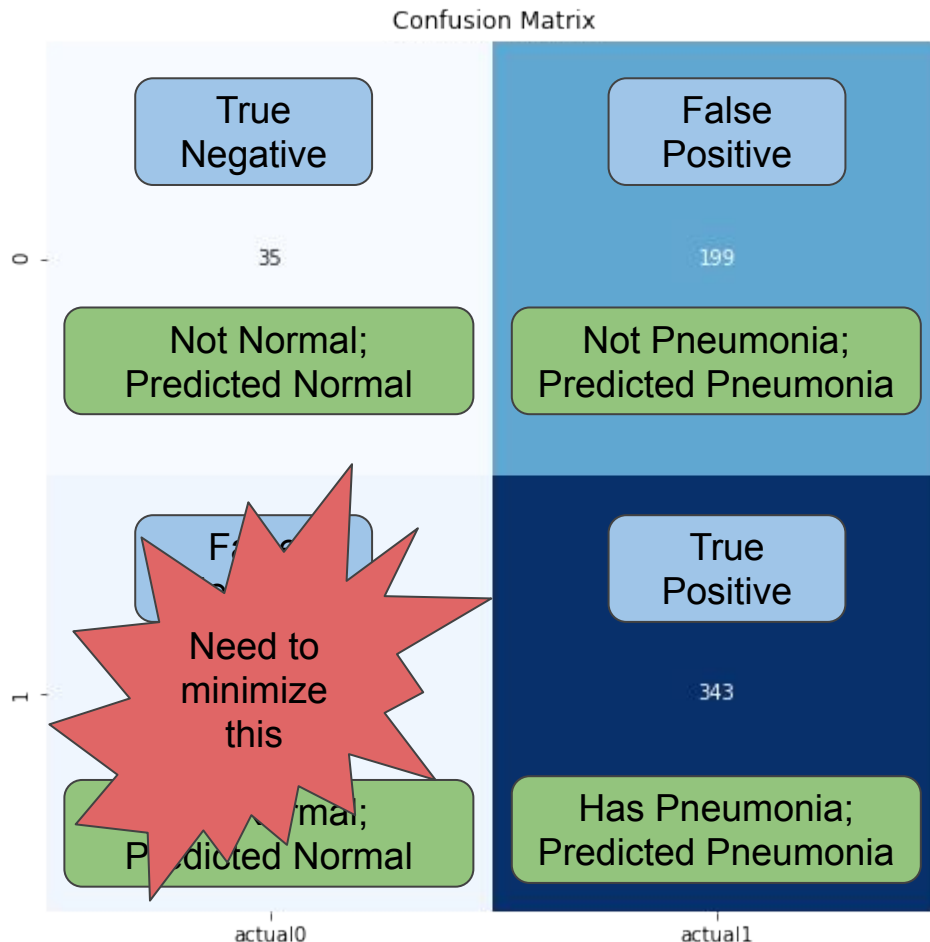 Confusion Matrix
True
Negative
False
Positive
0
35
199
Not Normal;
Predicted Normal
Not Pneumonia;
Predicted Pneumonia
True
Positive
Need to
minimize
this
1
343
Predicted Normal
Has Pneumonia;
Predicted Pneumonia
actual0
actual1